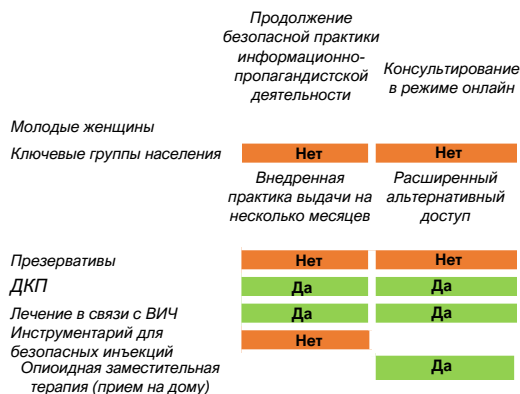 Продолжение
безопасной практики
информационно-
пропагандистской
деятельности
Консультирование
в режиме онлайн
Молодые женщины
Ключевые группы населения Нет Нет
Внедренная
практика выдачи на
несколько месяцев
Расширенный
альтернативный
доступ
Презервативы Нет Нет
ДКП Да Да
Лечение в связи с ВИЧ Да Да
Инструментарий для
безопасных инъекций Нет
Опиоидная заместительная
терапия (прием на дому) Да